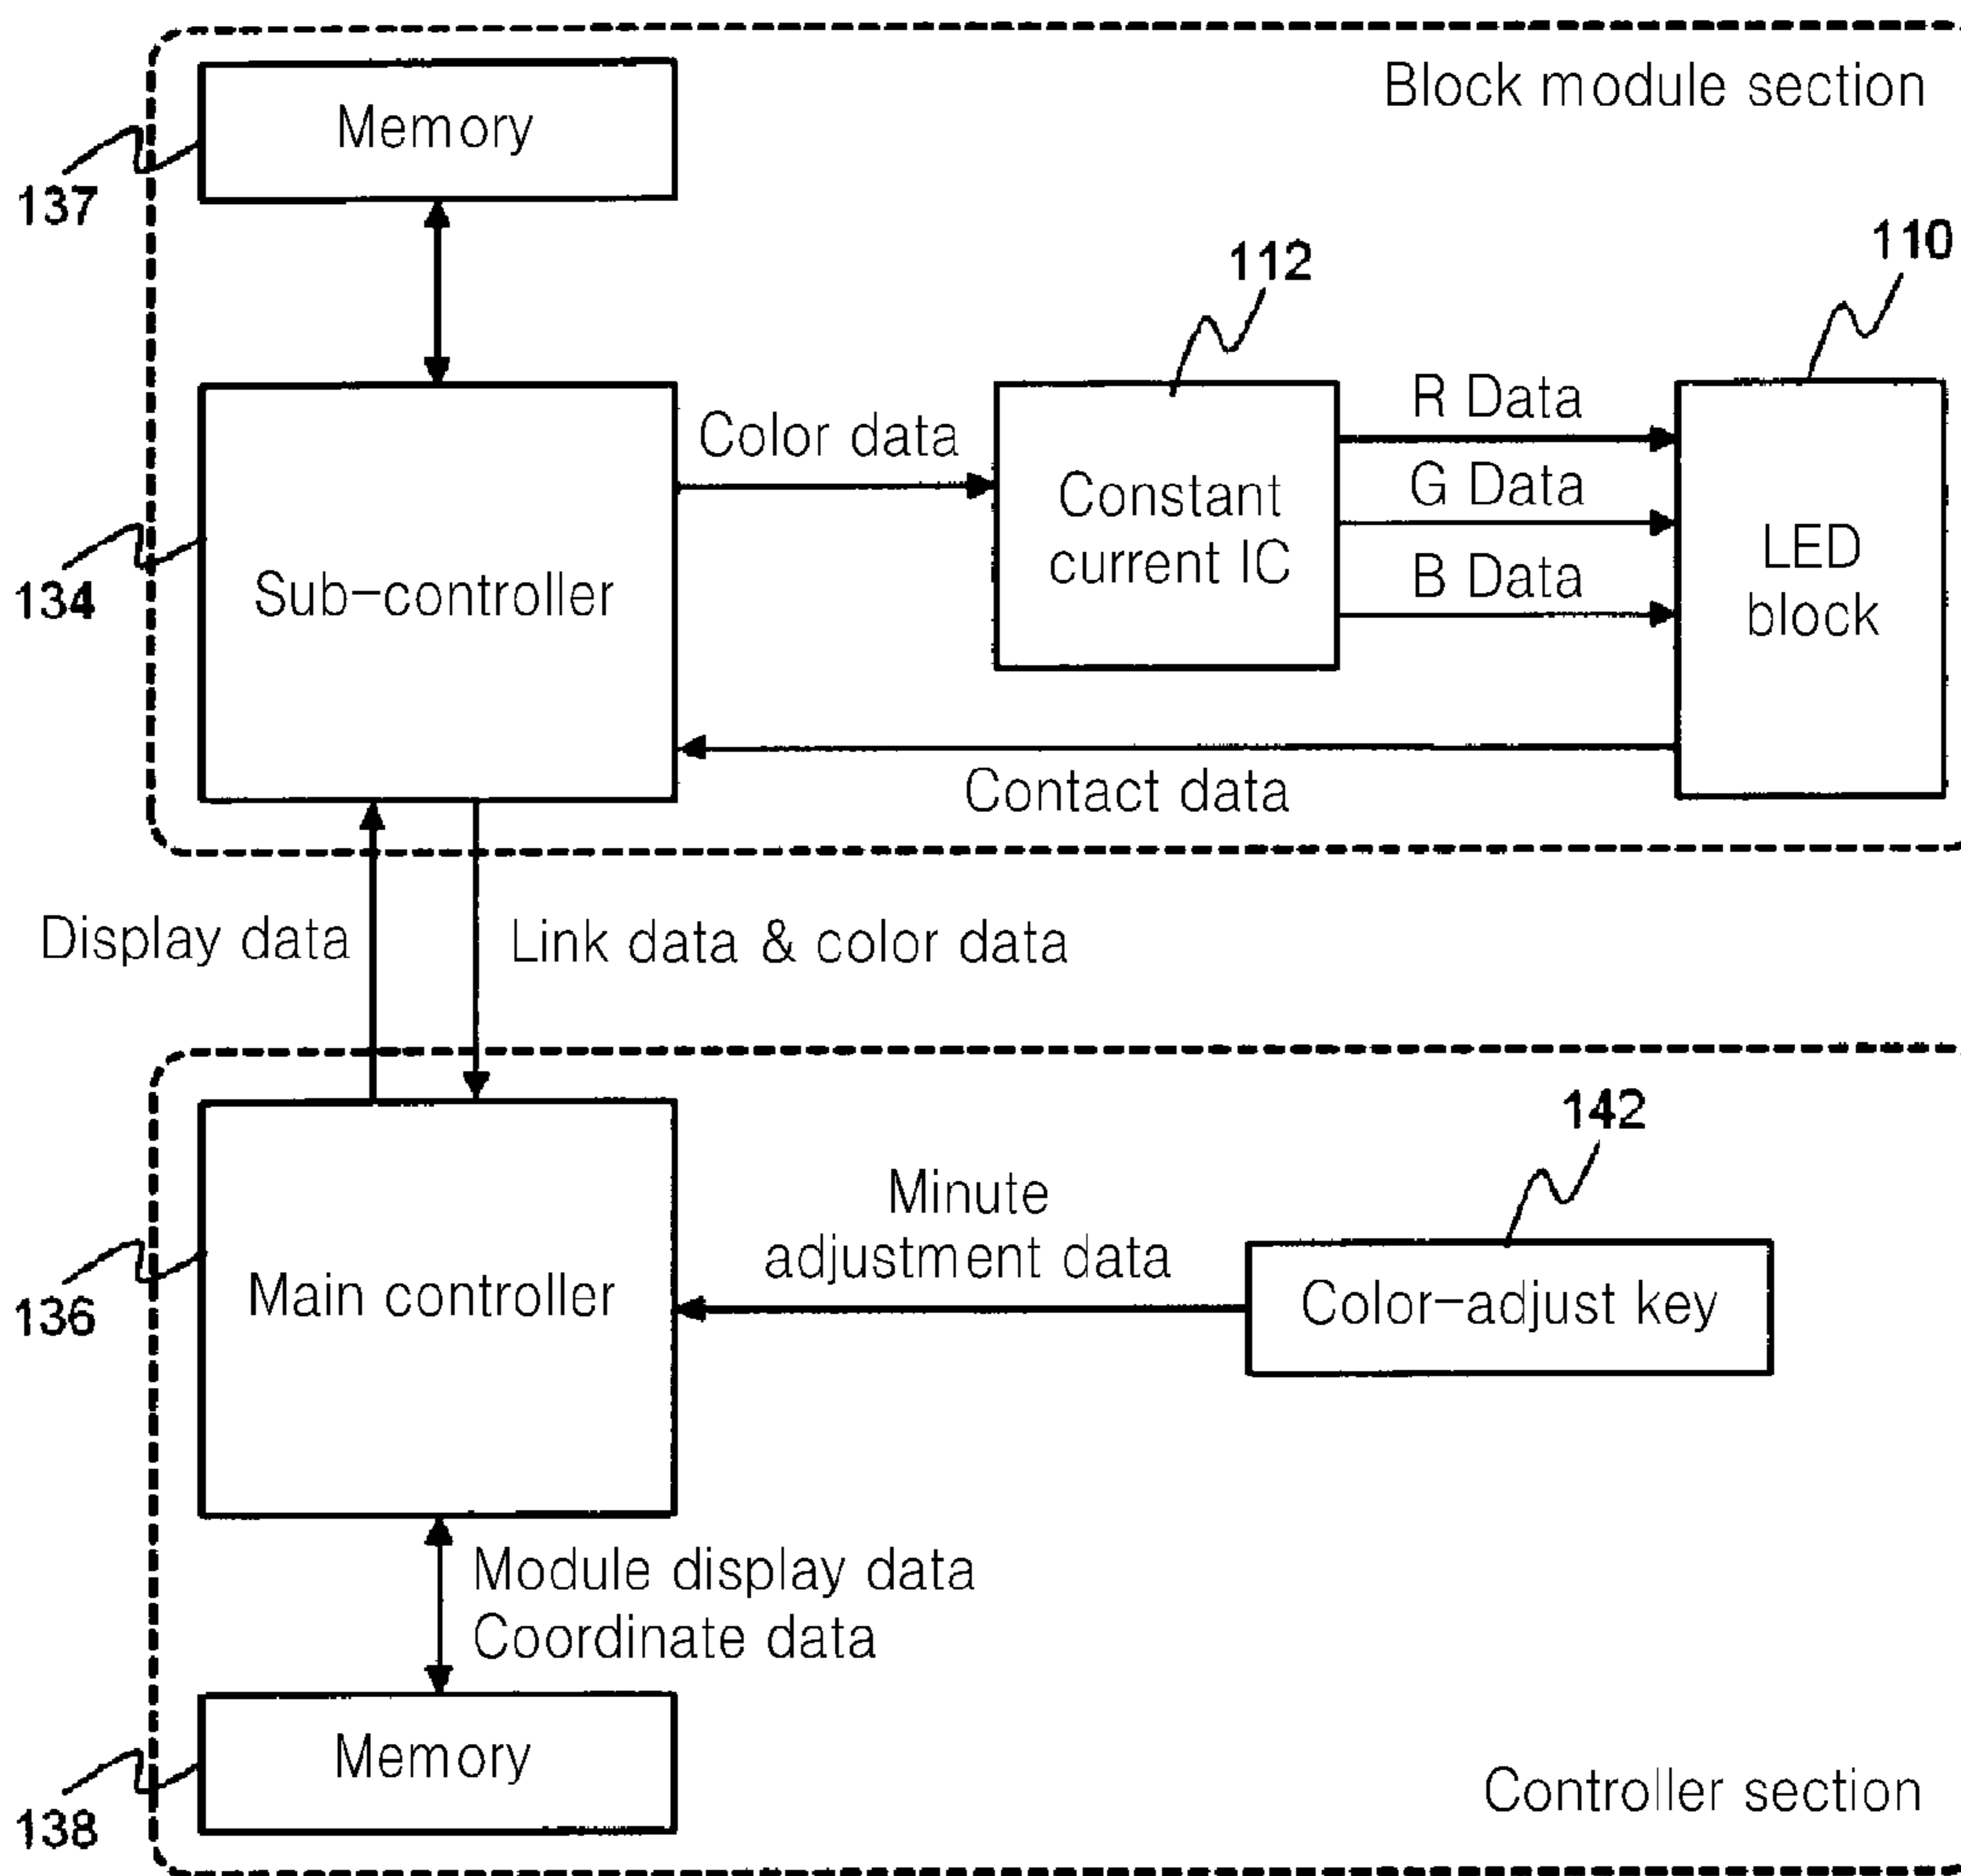 Block module section
Memory
137
112
110
R Data
Color data
G Data
Constant
current IC
B Data
LED
block
134
Sub-controller
Contact data
Display data
Link data & color data
142
Minute
adjustment data
136
Main controller
Color-adjust key
Module display data
Coordinate data
Memory
138
Controller section